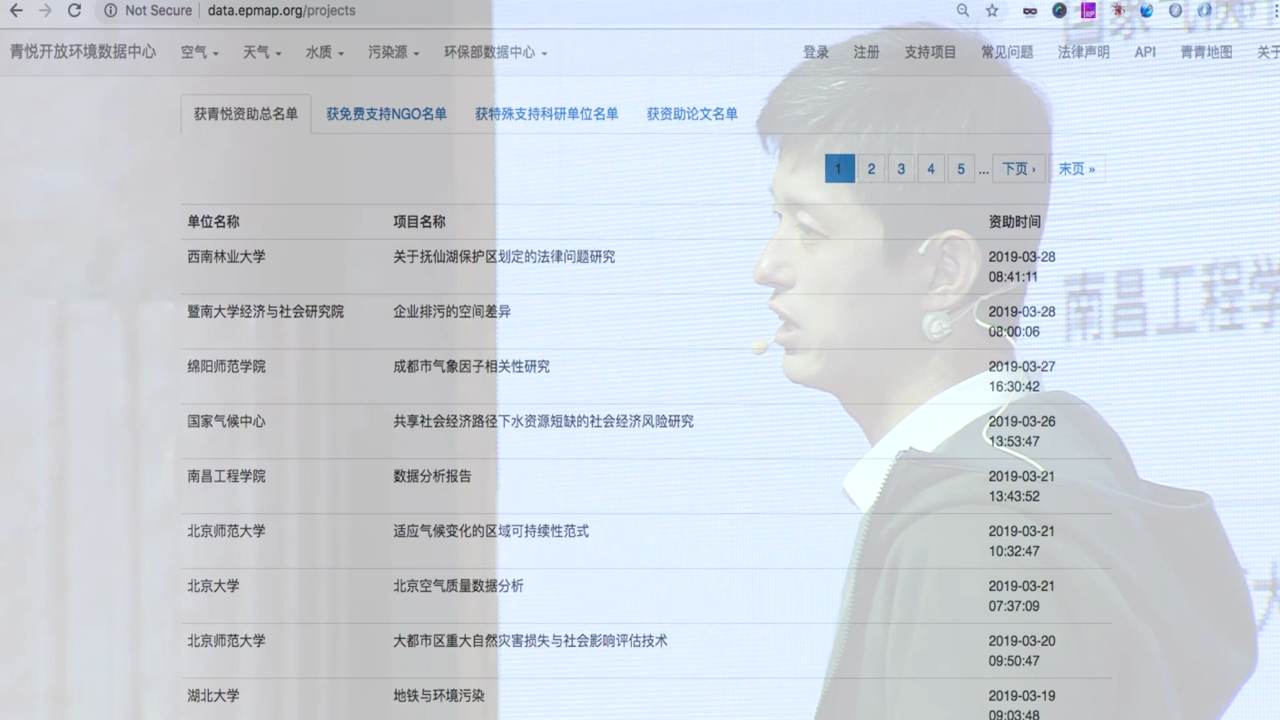 Not Secure | data.epmap.org/projects
青悦开放环境数据中心 空气 天气 水质 污染源 环保部数据中心 登录 注册 支持项目 常见问题 法律声明 API 青青地图 关于
获青悦资助总名单 获免费支持NGO名单 获特殊支持科研单位名单 获资助论文名单
1 2 3 4 5 ... 下页 › 末页 »
单位名称 项目名称 资助时间
西南林业大学 关于抚仙湖保护区划定的法律问题研究 2019-03-28
08:41:11
暨南大学经济与社会研究院 企业排污的空间差异 2019-03-28
08:00:06
绵阳师范学院 成都市气象因子相关性研究 2019-03-27
16:30:42
国家气候中心 共享社会经济路径下水资源短缺的社会经济风险研究 2019-03-26
13:53:47
南昌工程学院 数据分析报告 2019-03-21
13:43:52
北京师范大学 适应气候变化的区域可持续性范式 2019-03-21
10:32:47
北京大学 北京空气质量数据分析 2019-03-21
07:37:09
北京师范大学 大都市区重大自然灾害损失与社会影响评估技术 2019-03-20
09:50:47
湖北大学 地铁与环境污染 2019-03-19
09:03:48
南昌工程学